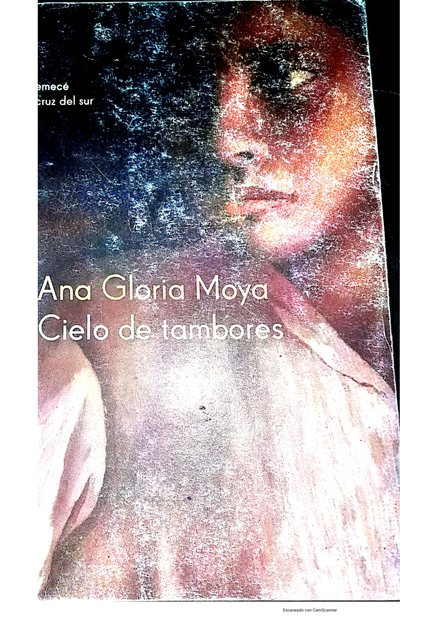 emecé
cruz del sur
Ana Gloria Moya
Cielo de tambores
Escaneado con CamScanner